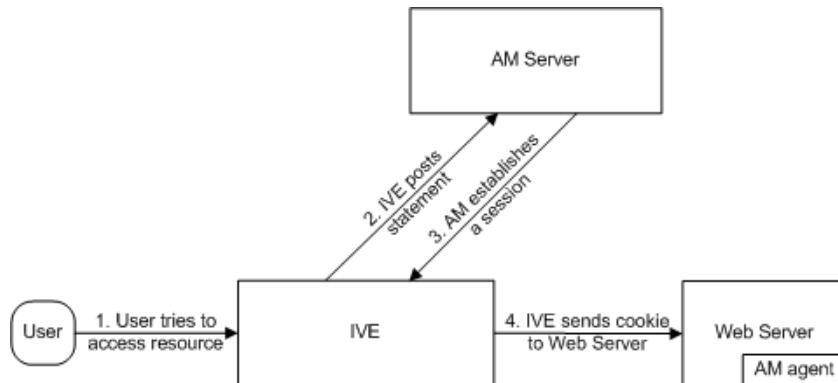 AM Server
2. IVE posts
statement
3. AM establishes
a session
User
1. User tries to
access resource
IVE
4. IVE sends cookie
to Web Server
Web Server
AM agent